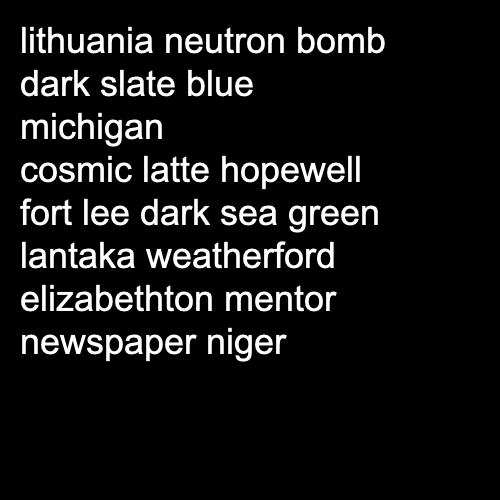 lithuania neutron bomb
dark slate blue
michigan
cosmic latte hopewell
fort lee dark sea green
lantaka weatherford
elizabethton mentor
newspaper niger